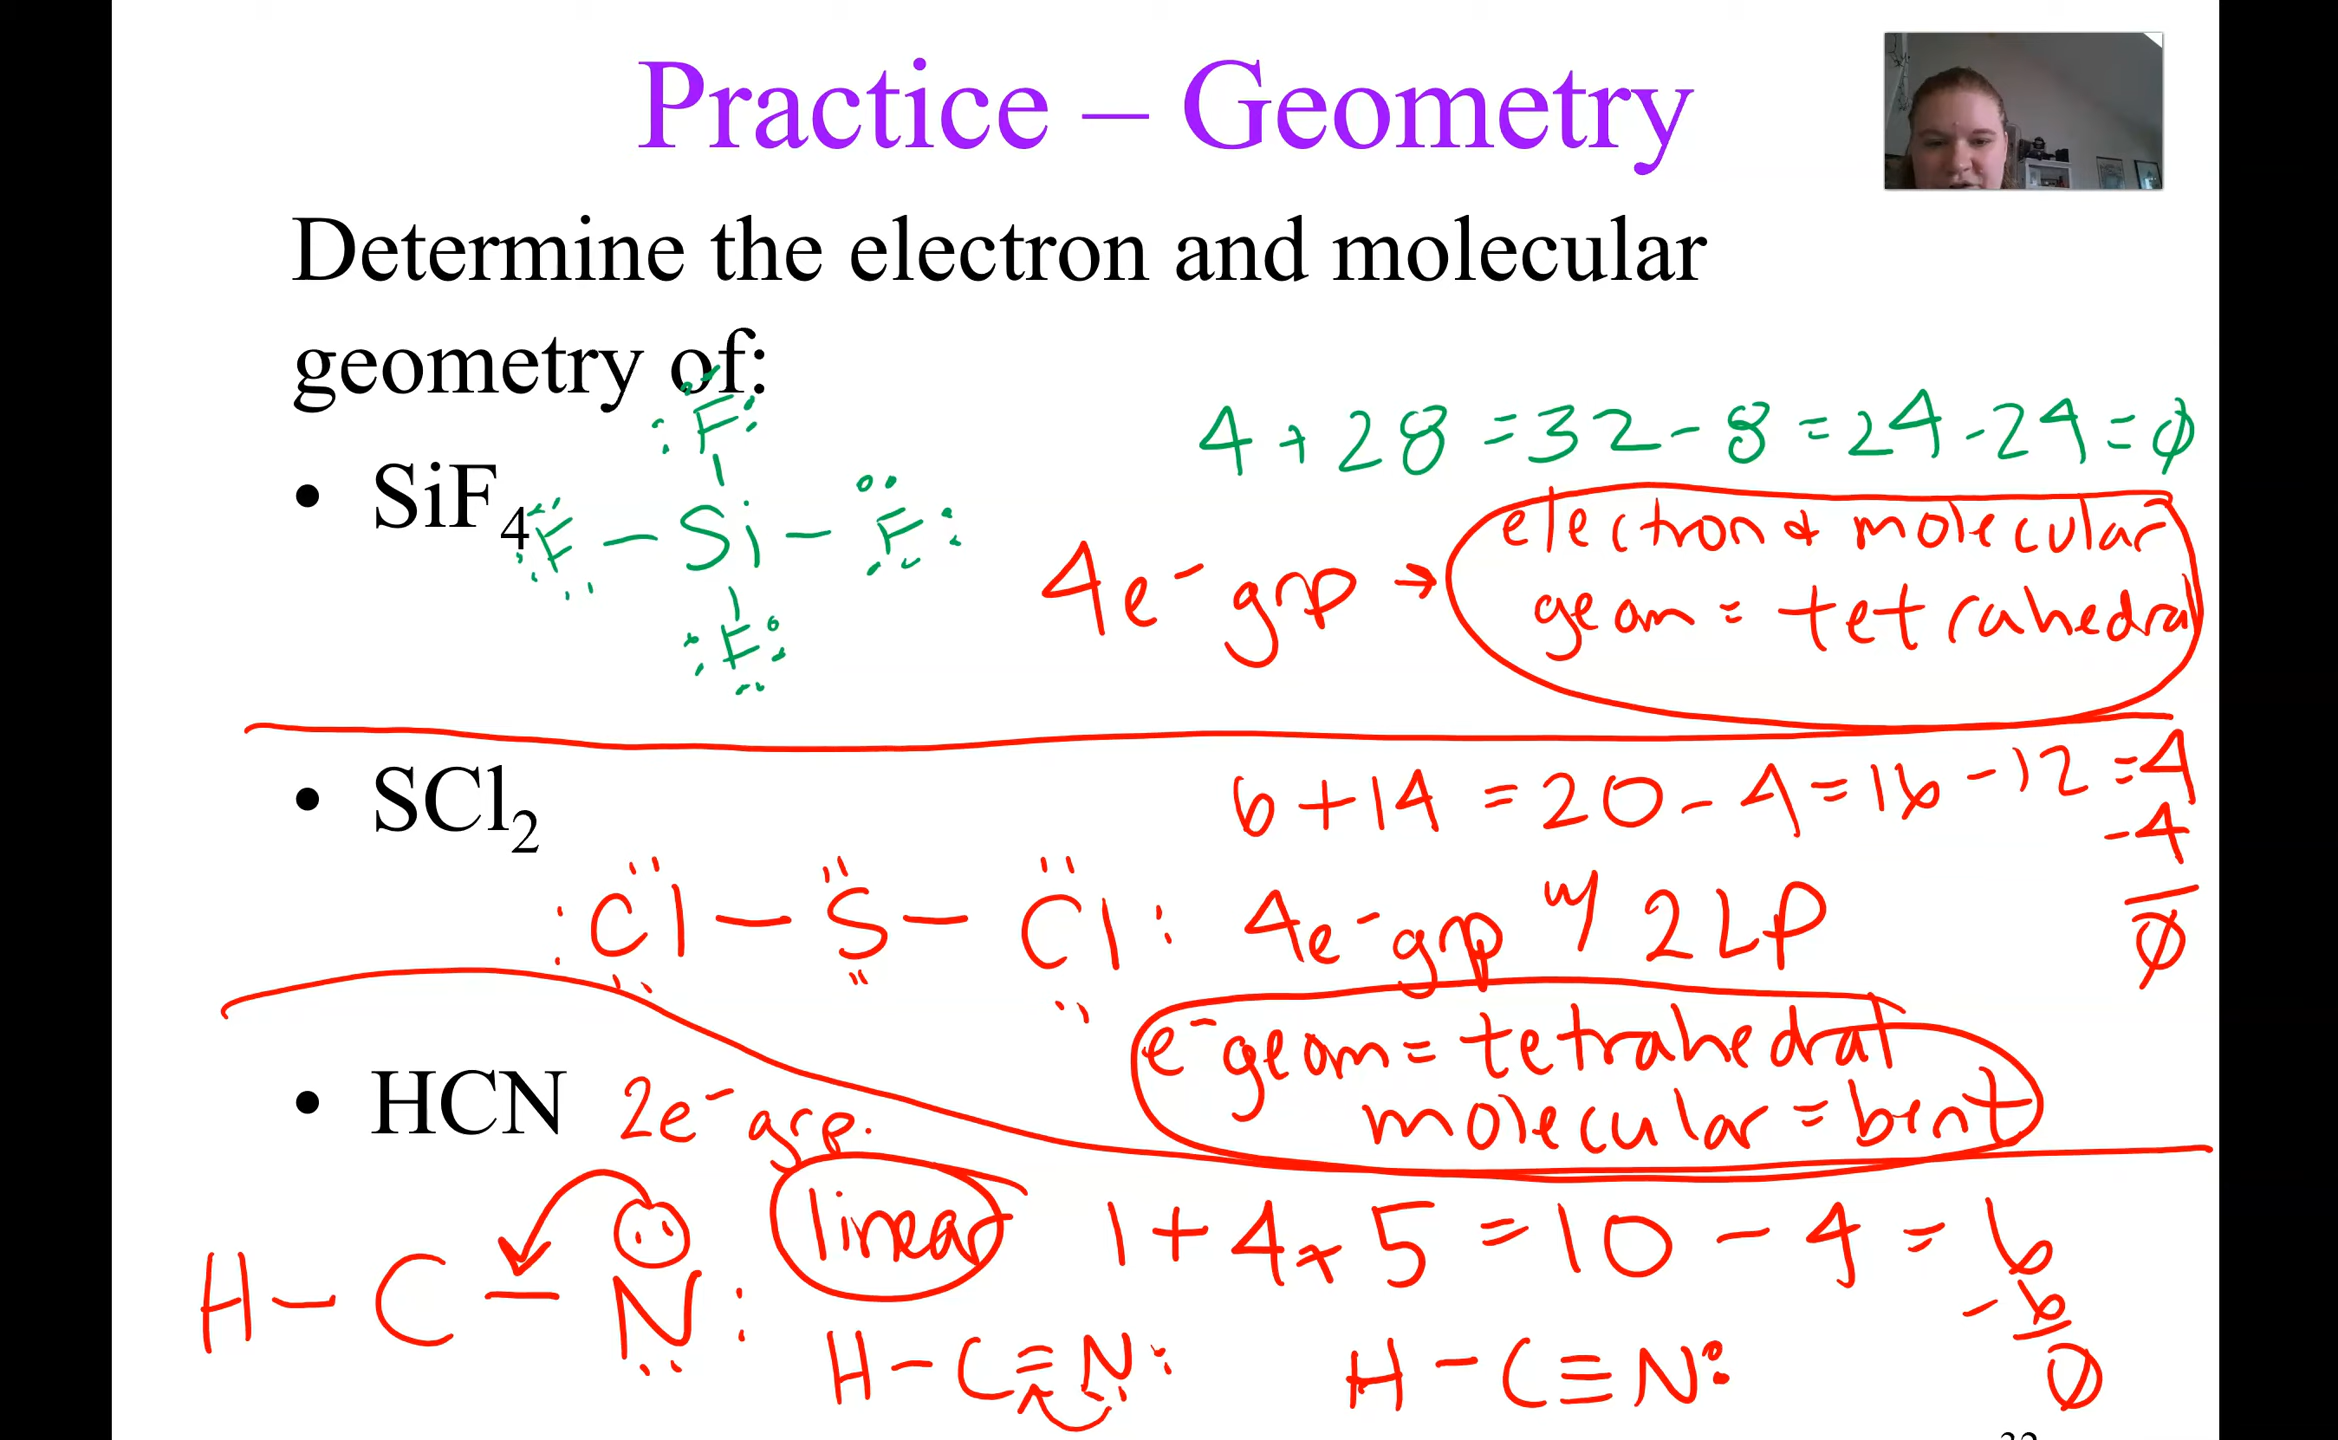 Practice – Geometry
Determine the electron and molecular
geometry of:
4 + 28 = 32 - 8 = 24 - 24 = ∅
• SiF₄
F
F – Si – F
F
4e⁻ grp → electron & molecular
geom = tetrahedral
• SCl₂
6 + 14 = 20 - 4 = 16 - 12 = 4
- 4
∅
:Cl – S – Cl: 4e⁻ grp w/ 2LP
e⁻ geom = tetrahedral
molecular = bent
• HCN 2e⁻ grp.
linear
1 + 4 + 5 = 10 - 4 = 6
- 6
∅
H – C – N:
H – C = N:
H – C ≡ N: